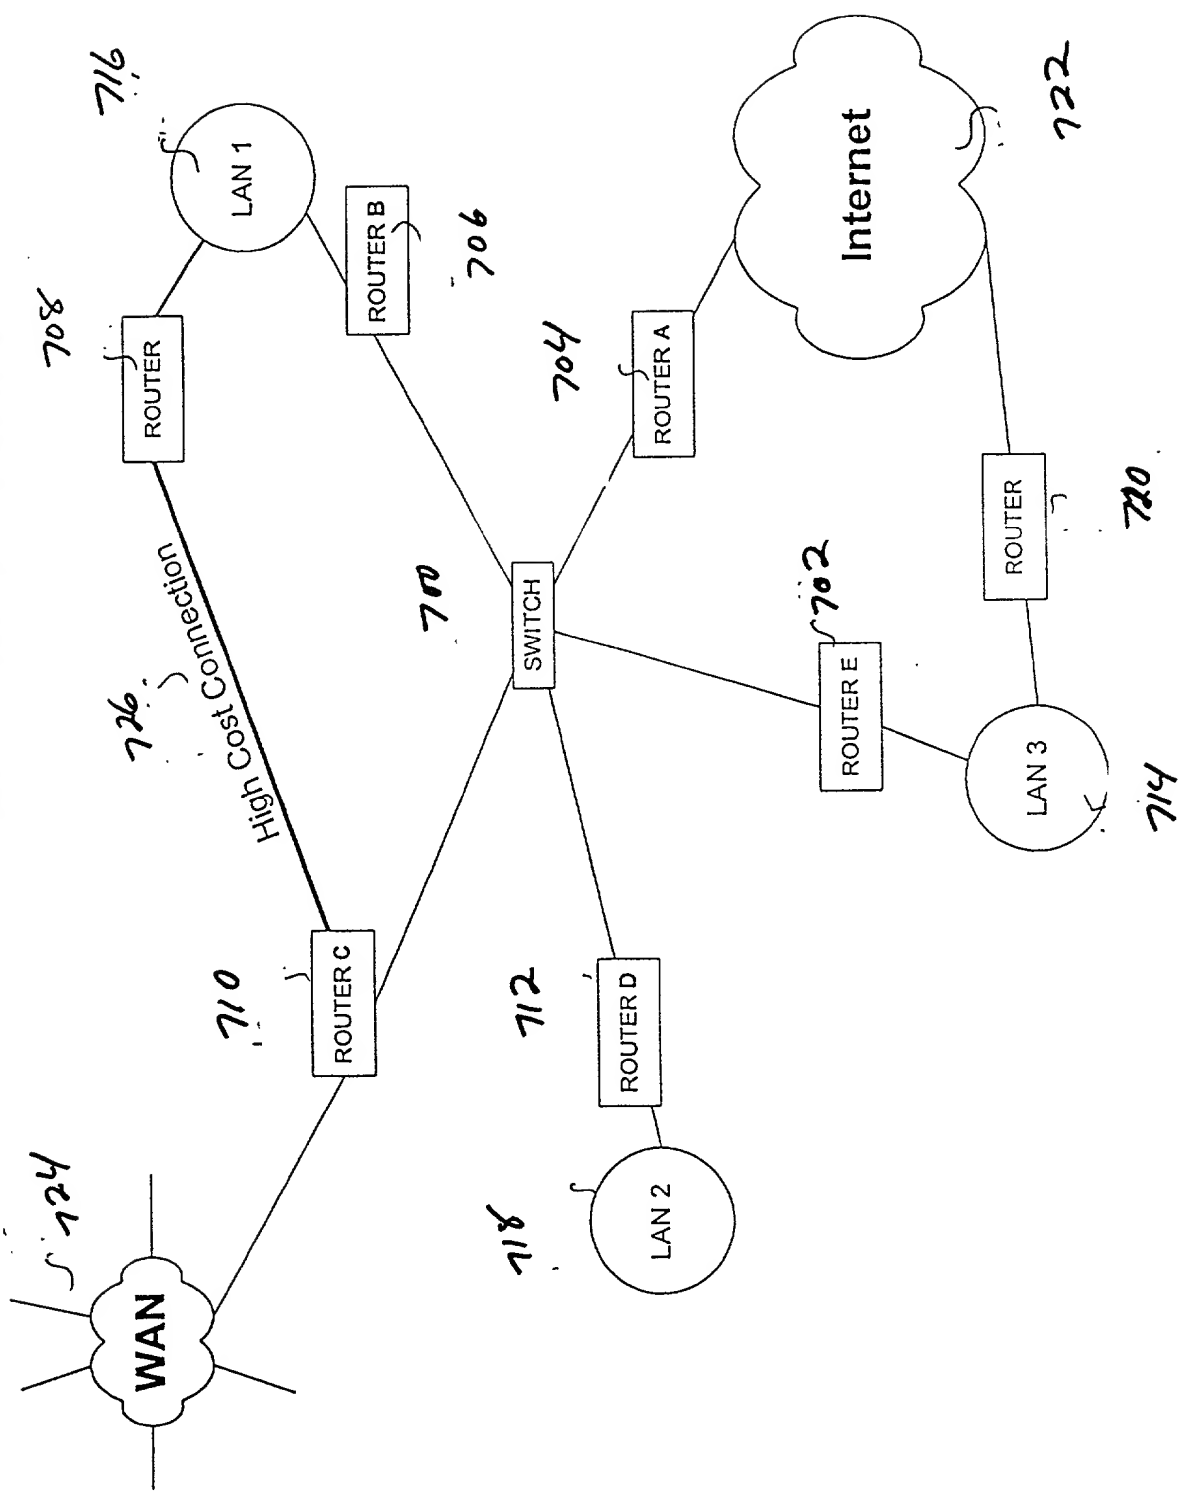 724
WAN
710
ROUTER C
726
High Cost Connection
708
ROUTER
716
LAN 1
ROUTER B
706
718
LAN 2
712
ROUTER D
700
SWITCH
704
ROUTER A
Internet
722
702
ROUTER E
714
LAN 3
ROUTER
720